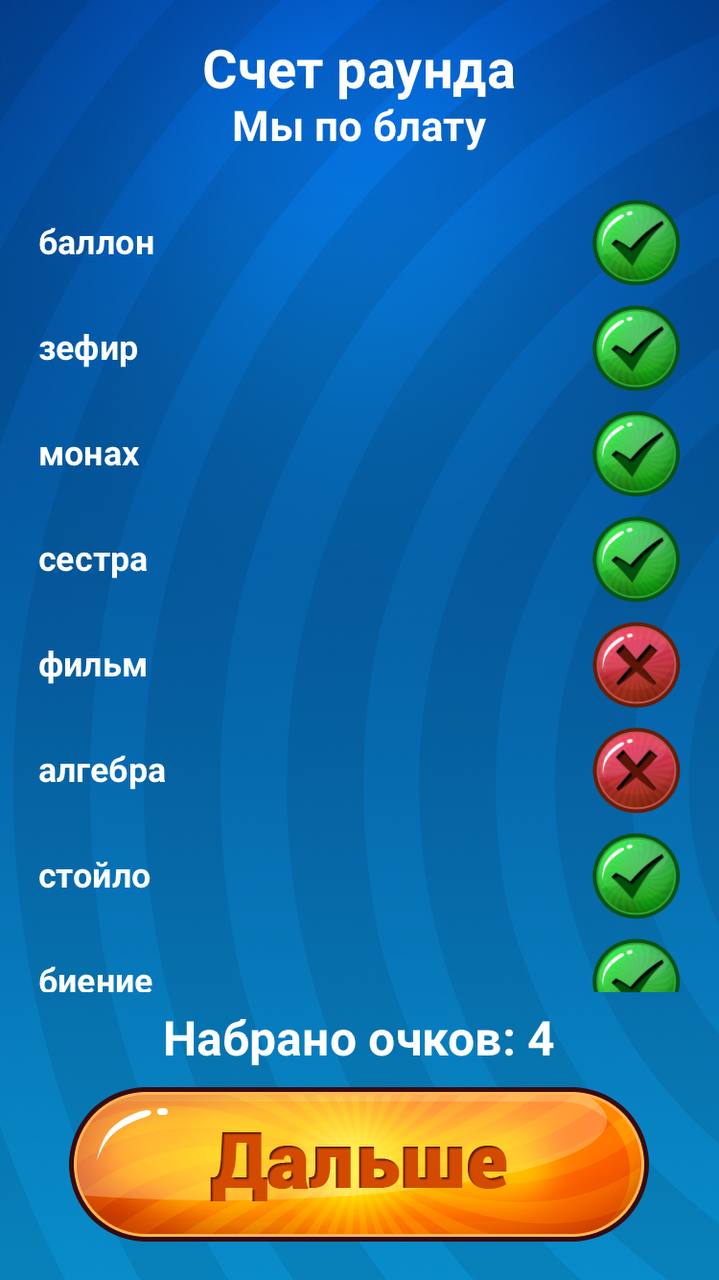 Счет раунда
Мы по блату
баллон
зефир
монах
сестра
фильм
алгебра
стойло
биение
Набрано очков: 4
Дальше